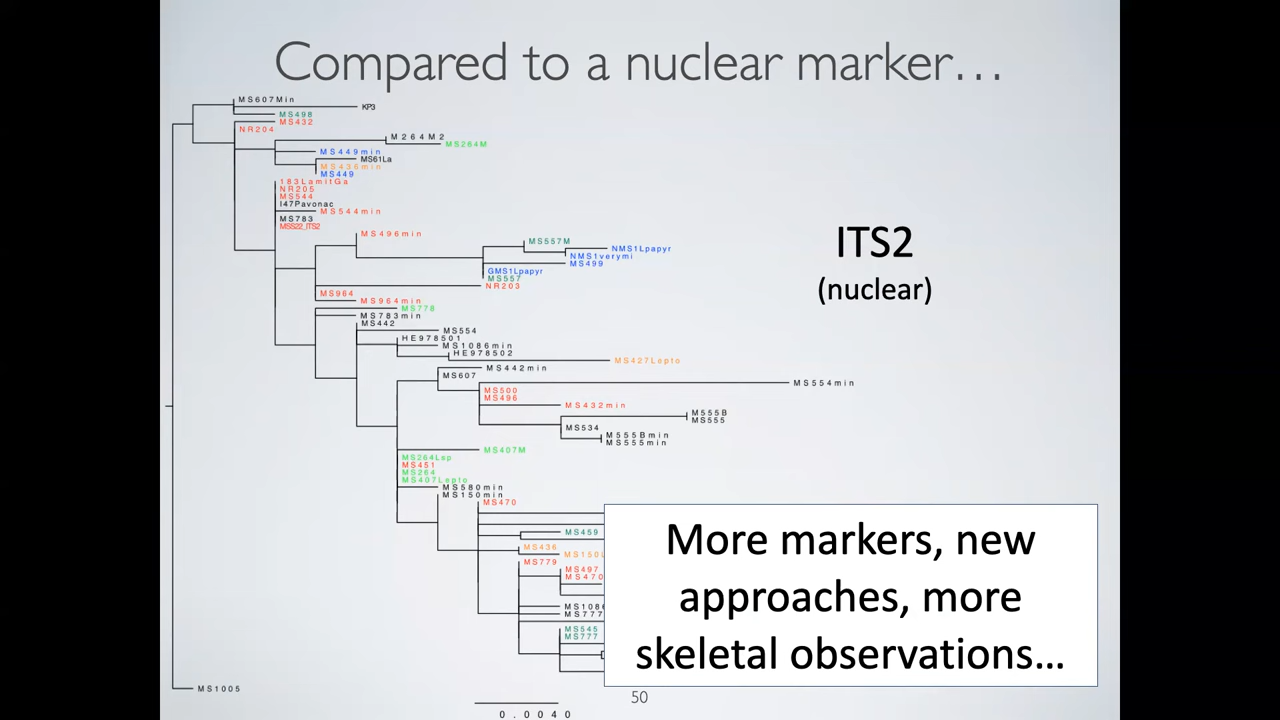 Compared to a nuclear marker…
MS607Min
KP3
MS498
MS432
NR204
M264M2
MS264M
MS449min
MS61La
MS436min
MS449
183LamitGa
NR205
MS544
I47Pavonac
MS544min
MS783
MSS22_ITS2
MS496min
MS557M
NMS1Lpapyr
NMS1verymi
MS499
GMS1Lpapyr
MS557
NR203
MS964
MS964min
MS778
MS783min
MS442
MS554
HE978501
MS1086min
HE978502
MS427Lepto
MS442min
MS607
MS554min
MS500
MS496
MS432min
M555B
MS555
MS534
M555Bmin
MS555min
MS407M
MS264Lsp
MS451
MS264
MS407Lepto
MS580min
MS150min
MS470
MS459
MS436
MS150
MS779
MS497
MS470
MS1086
MS777
MS545
MS777
MS1005
0.0040
ITS2
(nuclear)
More markers, new
approaches, more
skeletal observations…
50